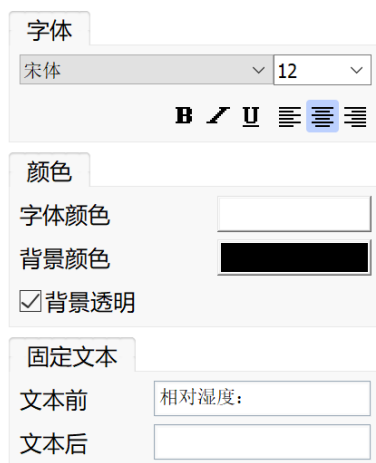 字体
宋体 12
B I U
颜色
字体颜色
背景颜色
背景透明
固定文本
文本前 相对湿度：
文本后